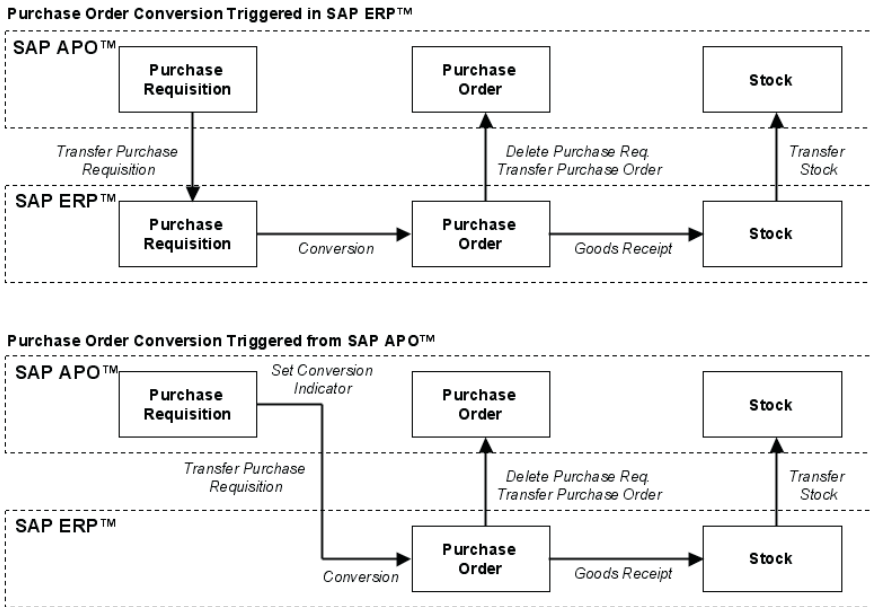 Purchase Order Conversion Triggered in SAP ERP™
SAP APO™
Purchase
Requisition
Purchase
Order
Stock
Transfer Purchase
Requisition
Delete Purchase Req.
Transfer Purchase Order
Transfer
Stock
SAP ERP™
Purchase
Requisition
Conversion
Purchase
Order
Goods Receipt
Stock
Purchase Order Conversion Triggered from SAP APO™
SAP APO™
Purchase
Requisition
Set Conversion
Indicator
Purchase
Order
Stock
Transfer Purchase
Requisition
Delete Purchase Req.
Transfer Purchase Order
Transfer
Stock
SAP ERP™
Conversion
Purchase
Order
Goods Receipt
Stock